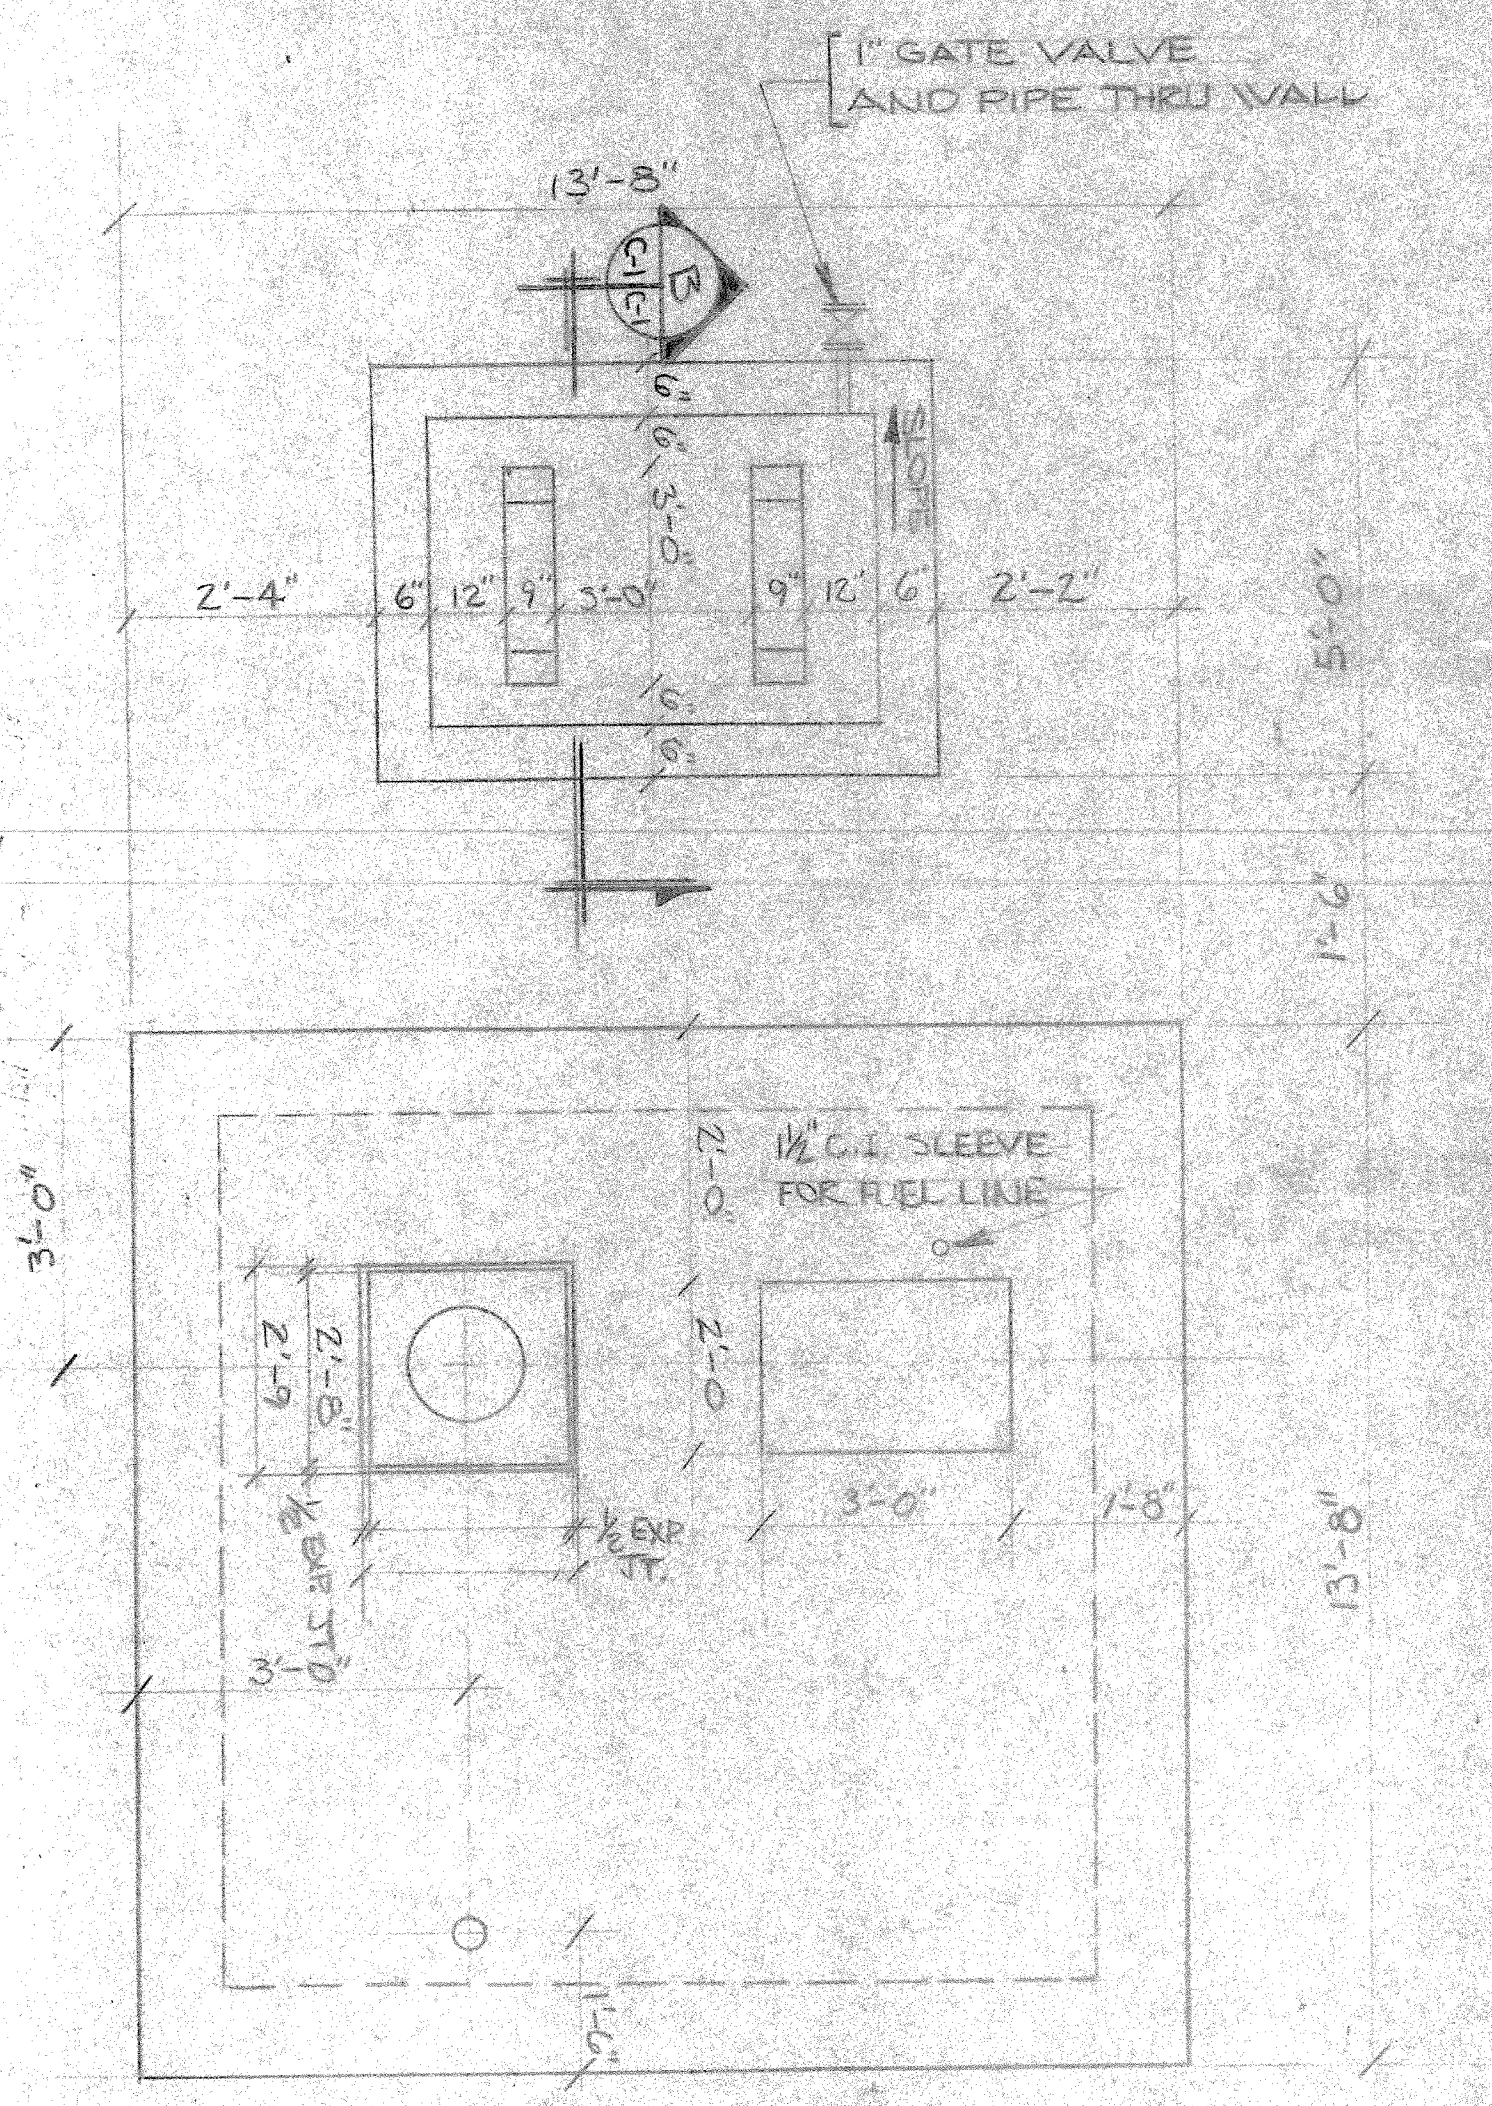 1" GATE VALVE
AND PIPE THRU WALL
13'-8"
C-1
B
C-1
6"
6"
SLOPE
3'-0"
2'-4"
6"
12"
9"
3'-0"
9"
12"
6"
2'-2"
5'-0"
6"
6"
1'-6"
3'-0"
2'-0"
1½" C.I. SLEEVE
FOR FUEL LINE
2'-9
2'-8"
2'-0
3'-0"
1'-8"
½ EXP.
JT.
½ EXP. JT
13'-8"
3'-0"
1'-6"